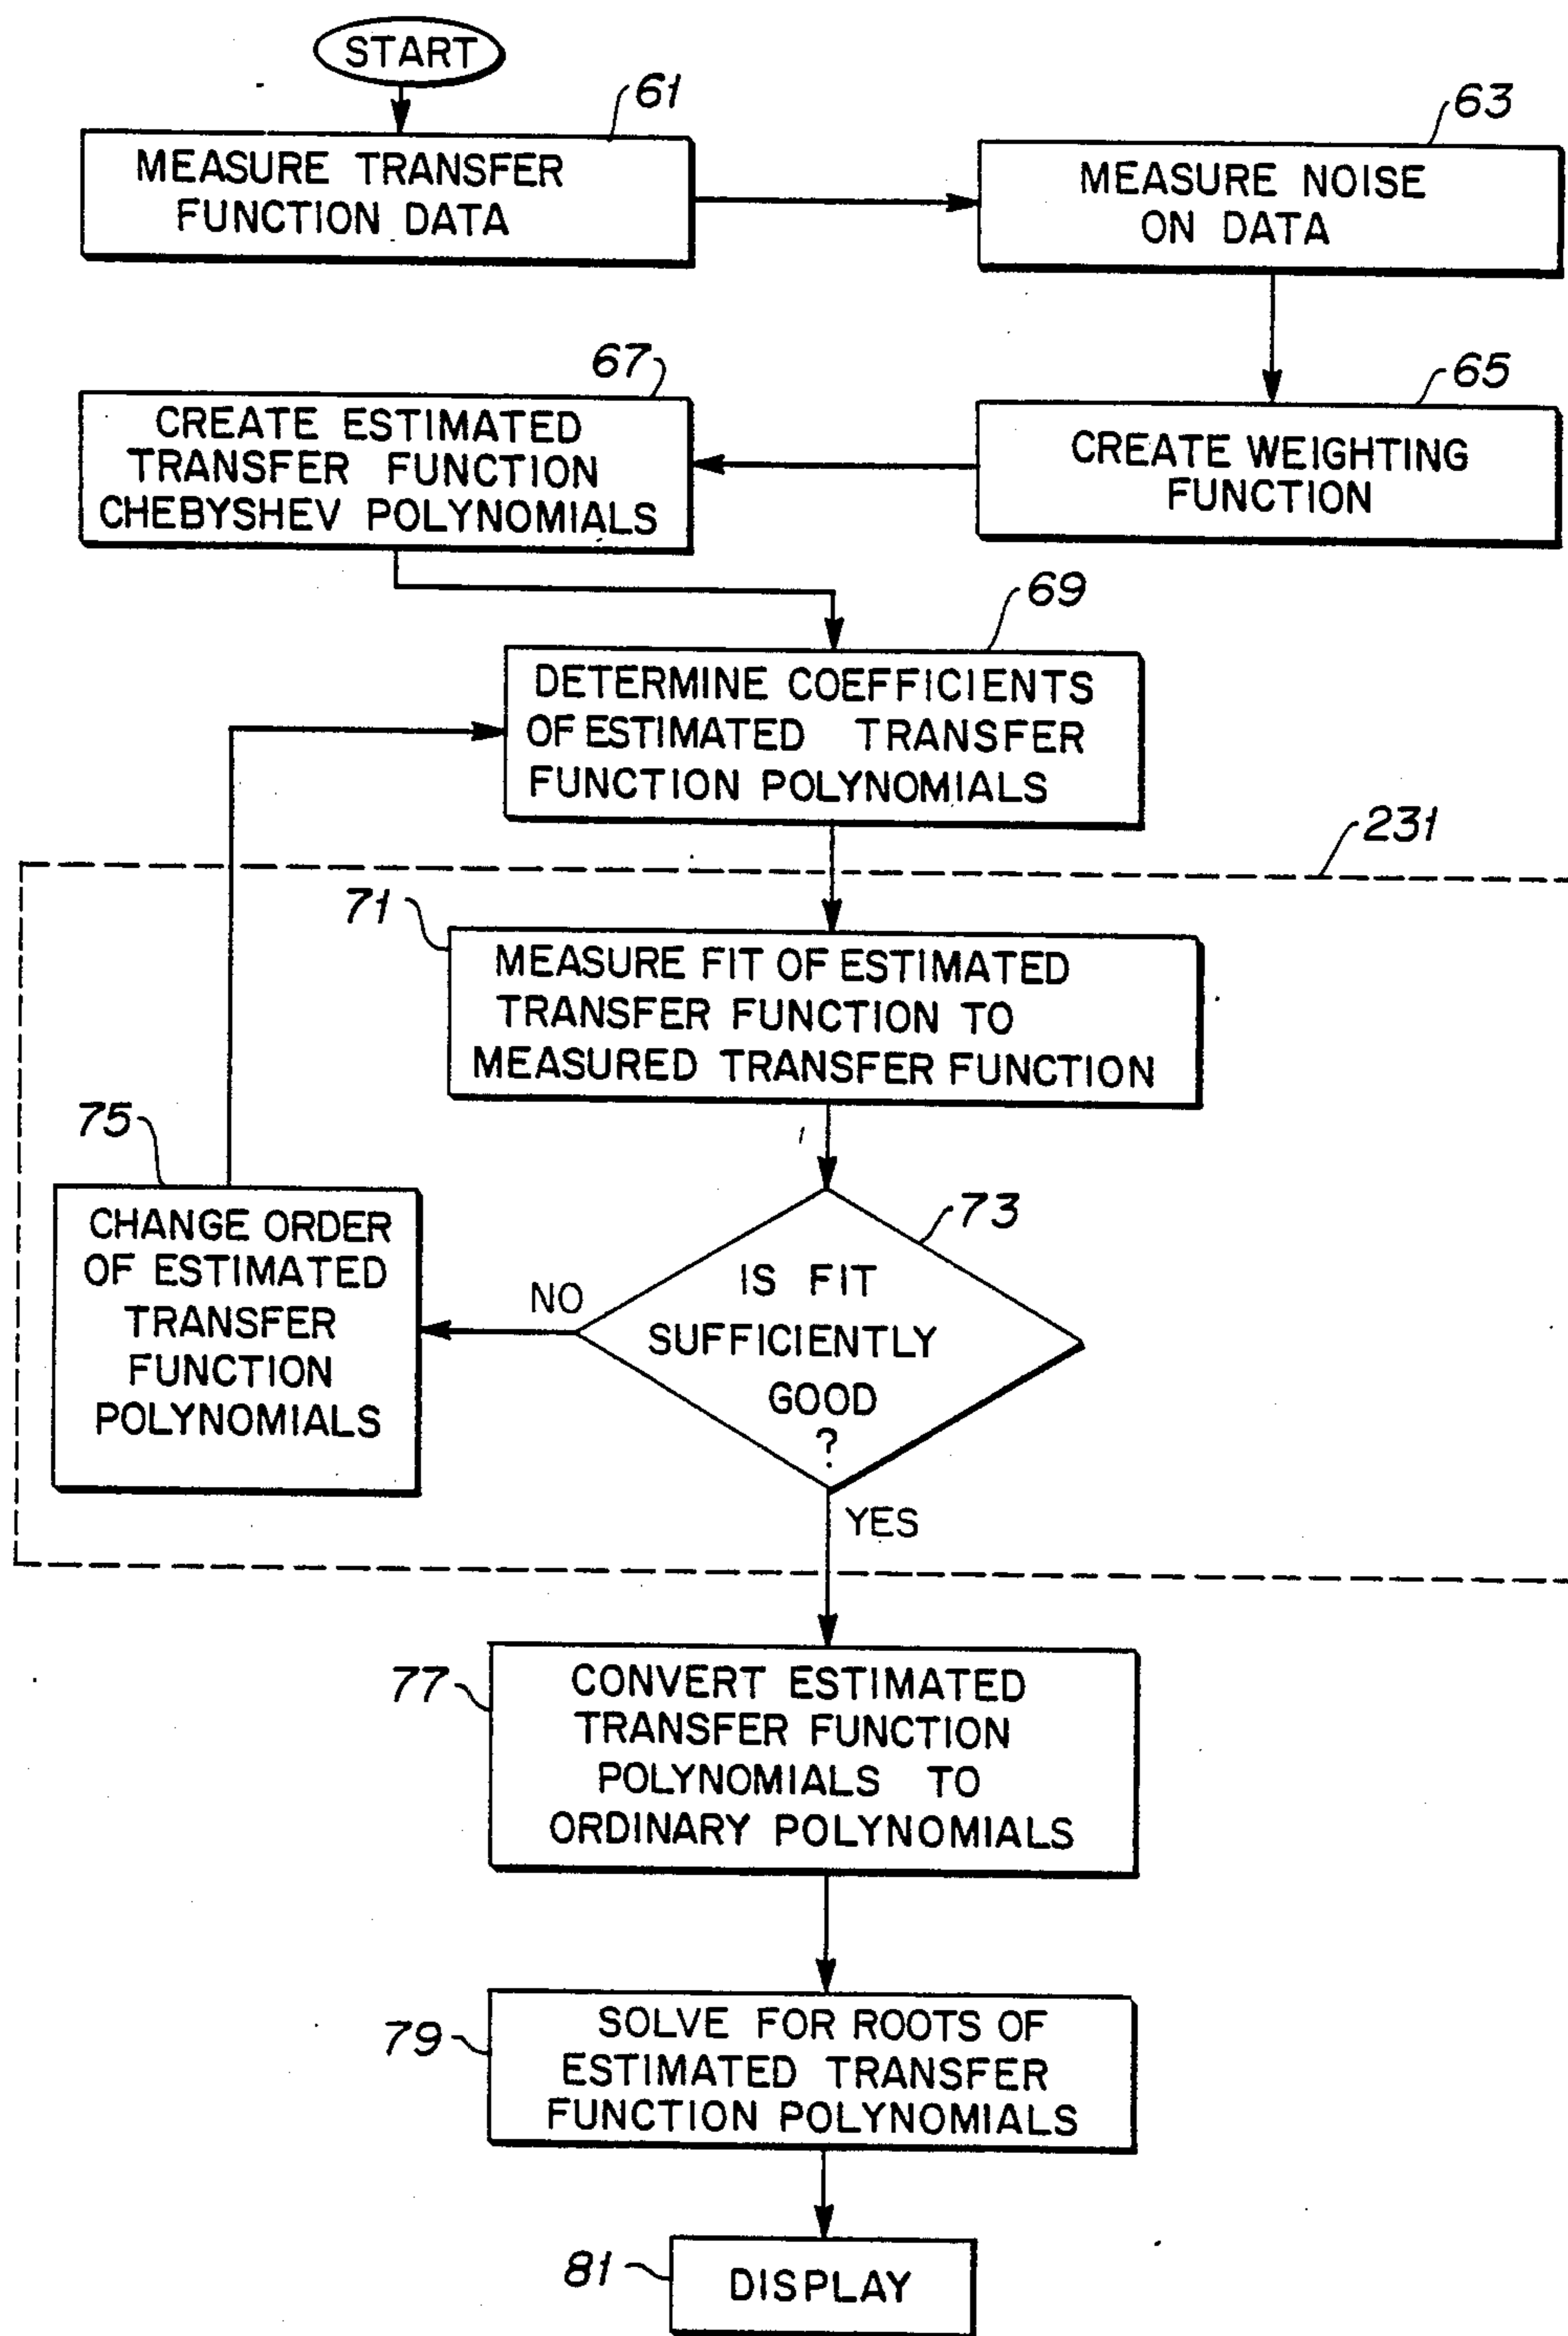 START
61
MEASURE TRANSFER
FUNCTION DATA
63
MEASURE NOISE
ON DATA
67
CREATE ESTIMATED
TRANSFER FUNCTION
CHEBYSHEV POLYNOMIALS
65
CREATE WEIGHTING
FUNCTION
69
DETERMINE COEFFICIENTS
OF ESTIMATED TRANSFER
FUNCTION POLYNOMIALS
231
71
MEASURE FIT OF ESTIMATED
TRANSFER FUNCTION TO
MEASURED TRANSFER FUNCTION
75
CHANGE ORDER
OF ESTIMATED
TRANSFER
FUNCTION
POLYNOMIALS
NO
73
IS FIT
SUFFICIENTLY
GOOD
?
YES
77
CONVERT ESTIMATED
TRANSFER FUNCTION
POLYNOMIALS TO
ORDINARY POLYNOMIALS
79
SOLVE FOR ROOTS OF
ESTIMATED TRANSFER
FUNCTION POLYNOMIALS
81
DISPLAY